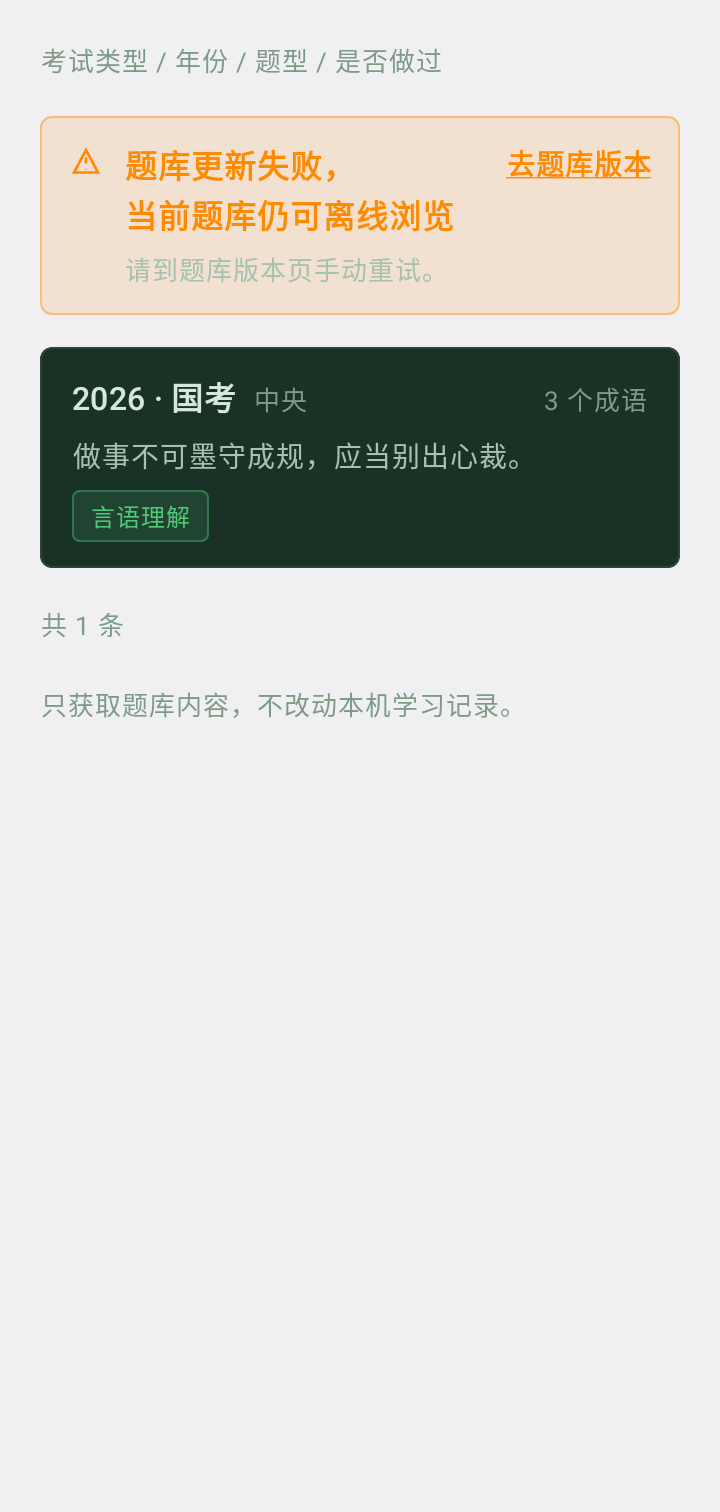 考试类型 / 年份 / 题型 / 是否做过
题库更新失败，
当前题库仍可离线浏览
去题库版本
请到题库版本页手动重试。
2026 · 国考 中央 3 个成语
做事不可墨守成规，应当别出心裁。
言语理解
共 1 条
只获取题库内容，不改动本机学习记录。